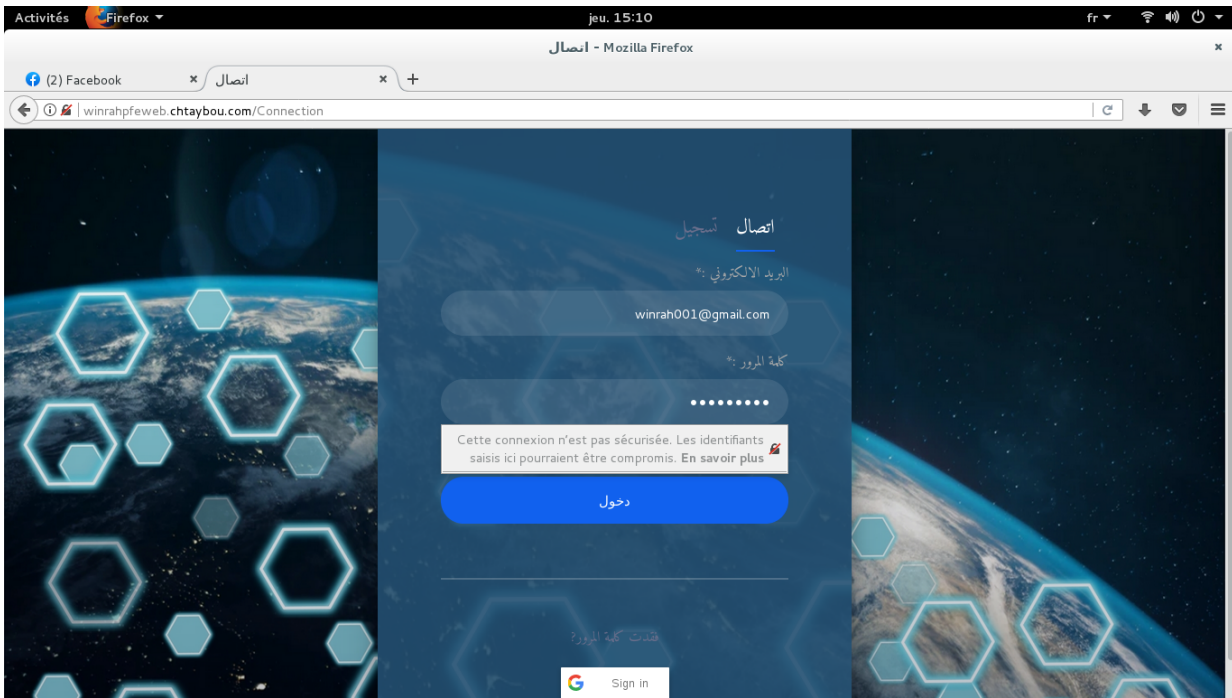 Activités Firefox jeu. 15:10 fr
اتصال - Mozilla Firefox
(2) Facebook اتصال
winrahpfeweb.chtaybou.com/Connection
اتصال تسجيل
البريد الالكتروني :*
winrah001@gmail.com
كلمة المرور :*
•••••••••
Cette connexion n'est pas sécurisée. Les identifiants
saisis ici pourraient être compromis. En savoir plus
دخول
فقدت كلمة المرور؟
Sign in